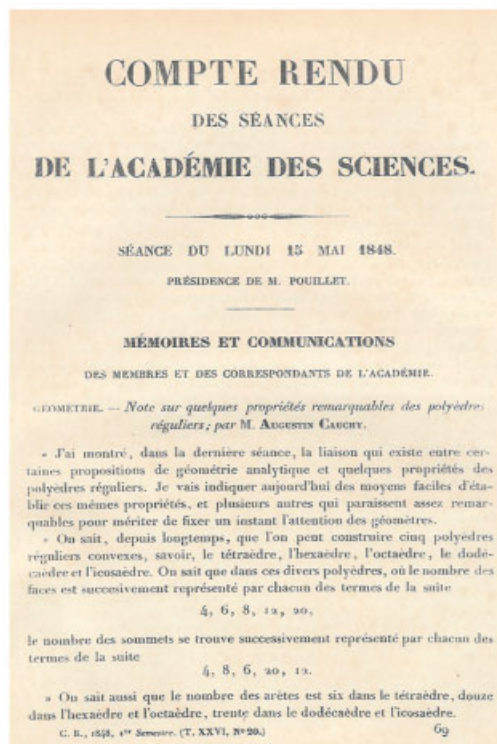 COMPTE RENDU
DES SÉANCES
DE L'ACADÉMIE DES SCIENCES.
SÉANCE DU LUNDI 15 MAI 1848.
PRÉSIDENCE DE M. POUILLET.
MÉMOIRES ET COMMUNICATIONS
DES MEMBRES ET DES CORRESPONDANTS DE L'ACADÉMIE.
GÉOMÉTRIE. — Note sur quelques propriétés remarquables des polyèdres
réguliers; par M. AUGUSTIN CAUCHY.
« J'ai montré, dans la dernière séance, la liaison qui existe entre cer-
taines propositions de géométrie analytique et quelques propriétés des
polyèdres réguliers. Je vais indiquer aujourd'hui des moyens faciles d'éta-
blir ces mêmes propriétés, et plusieurs autres qui paraissent assez remar-
quables pour mériter de fixer un instant l'attention des géomètres.
» On sait, depuis longtemps, que l'on peut construire cinq polyèdres
réguliers convexes, savoir, le tétraèdre, l'hexaèdre, l'octaèdre, le dodé-
caèdre et l'icosaèdre. On sait que dans ces divers polyèdres, où le nombre des
faces est succesivement représenté par chacun des termes de la suite
4, 6, 8, 12, 20,
le nombre des sommets se trouve successivement représenté par chacun des
termes de la suite
4, 8, 6, 20, 12.
» On sait aussi que le nombre des arêtes est six dans le tétraèdre, douze
dans l'hexaèdre et l'octaèdre, trente dans le dodécaèdre et l'icosaèdre.
C. R., 1848, 1er Semestre. (T. XXVI, N° 20.) 69